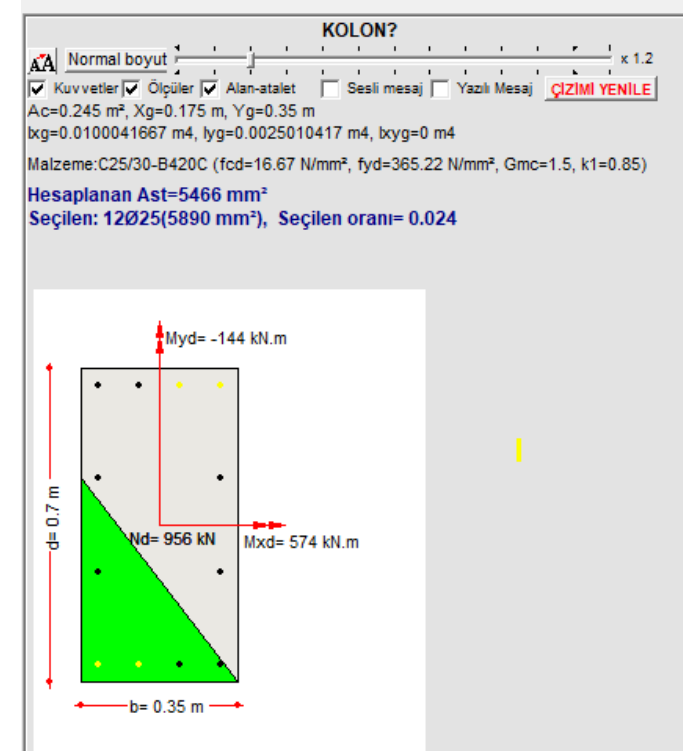 KOLON?
AA Normal boyut x 1.2
Kuvvetler Ölçüler Alan-atalet Sesli mesaj Yazılı Mesaj ÇİZİMİ YENİLE
Ac=0.245 m², Xg=0.175 m, Yg=0.35 m
Ixg=0.0100041667 m4, Iyg=0.0025010417 m4, Ixyg=0 m4
Malzeme:C25/30-B420C (fcd=16.67 N/mm², fyd=365.22 N/mm², Gmc=1.5, k1=0.85)
Hesaplanan Ast=5466 mm²
Seçilen: 12Ø25(5890 mm²), Seçilen oranı= 0.024
Myd= -144 kN.m
d= 0.7 m
Nd= 956 kN
Mxd= 574 kN.m
b= 0.35 m